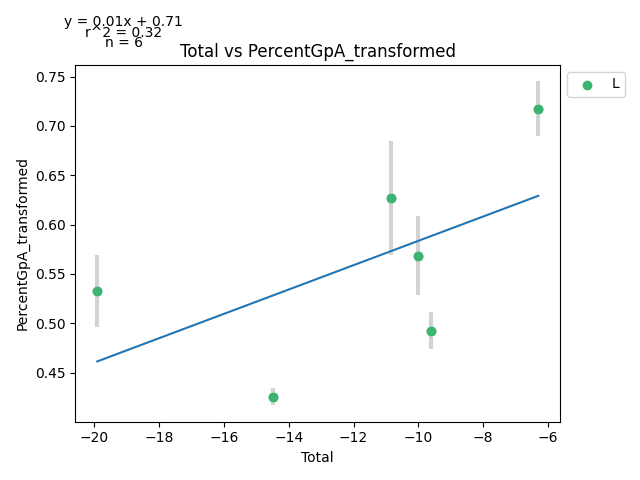 y = 0.01x + 0.71
r^2 = 0.32
n = 6
Total vs PercentGpA_transformed
L
PercentGpA_transformed
0.75
0.70
0.65
0.60
0.55
0.50
0.45
−20 −18 −16 −14 −12 −10 −8 −6
Total